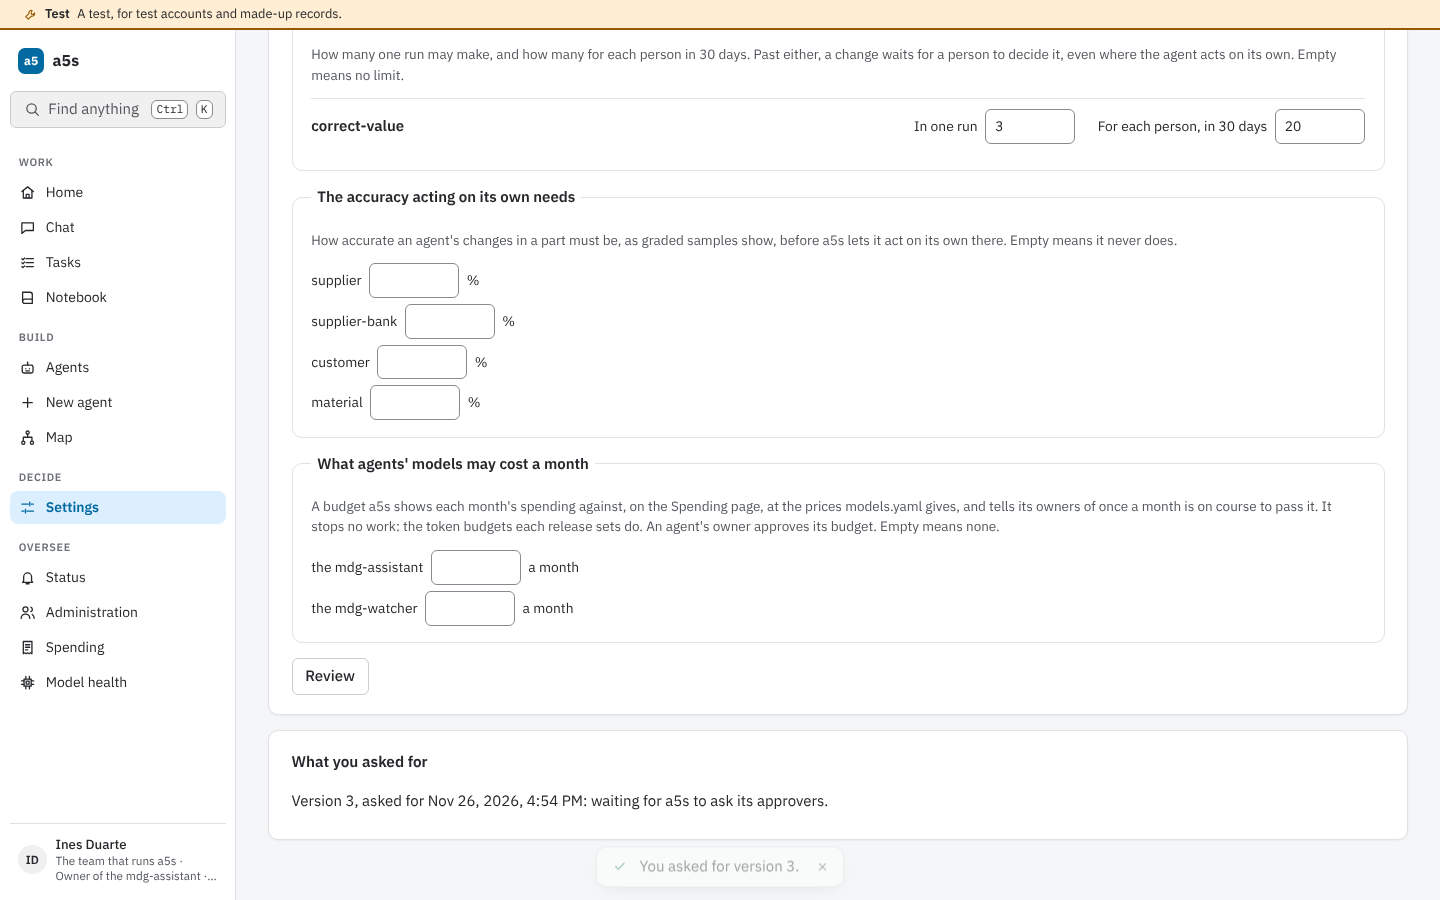 Test A test, for test accounts and made-up records.
a5 a5s
Find anything Ctrl K
WORK
Home
Chat
Tasks
Notebook
BUILD
Agents
New agent
Map
DECIDE
Settings
OVERSEE
Status
Administration
Spending
Model health
ID Ines Duarte
The team that runs a5s ·
Owner of the mdg-assistant ·...
How many one run may make, and how many for each person in 30 days. Past either, a change waits for a person to decide it, even where the agent acts on its own. Empty
means no limit.
correct-value In one run 3 For each person, in 30 days 20
The accuracy acting on its own needs
How accurate an agent's changes in a part must be, as graded samples show, before a5s lets it act on its own there. Empty means it never does.
supplier %
supplier-bank %
customer %
material %
What agents' models may cost a month
A budget a5s shows each month's spending against, on the Spending page, at the prices models.yaml gives, and tells its owners of once a month is on course to pass it. It
stops no work: the token budgets each release sets do. An agent's owner approves its budget. Empty means none.
the mdg-assistant a month
the mdg-watcher a month
Review
What you asked for
Version 3, asked for Nov 26, 2026, 4:54 PM: waiting for a5s to ask its approvers.
You asked for version 3.